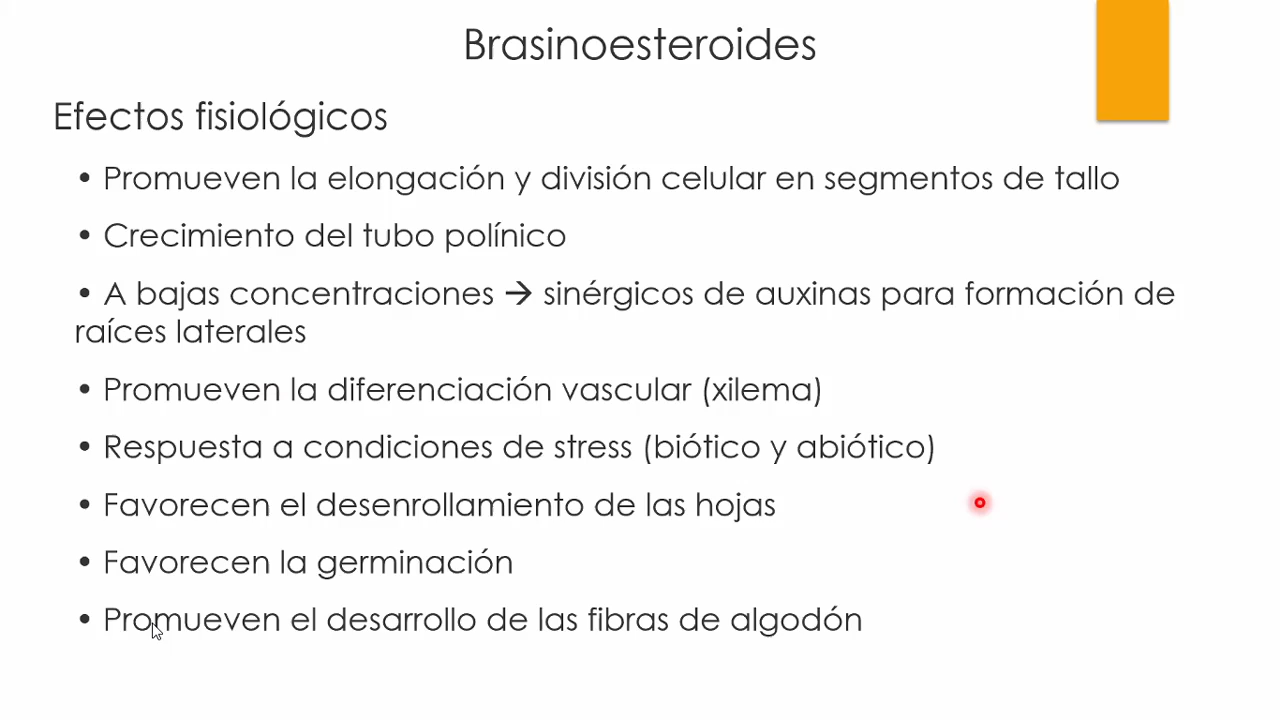 Brasinoesteroides
Efectos fisiológicos
• Promueven la elongación y división celular en segmentos de tallo
• Crecimiento del tubo polínico
• A bajas concentraciones → sinérgicos de auxinas para formación de
raíces laterales
• Promueven la diferenciación vascular (xilema)
• Respuesta a condiciones de stress (biótico y abiótico)
• Favorecen el desenrollamiento de las hojas
• Favorecen la germinación
• Promueven el desarrollo de las fibras de algodón